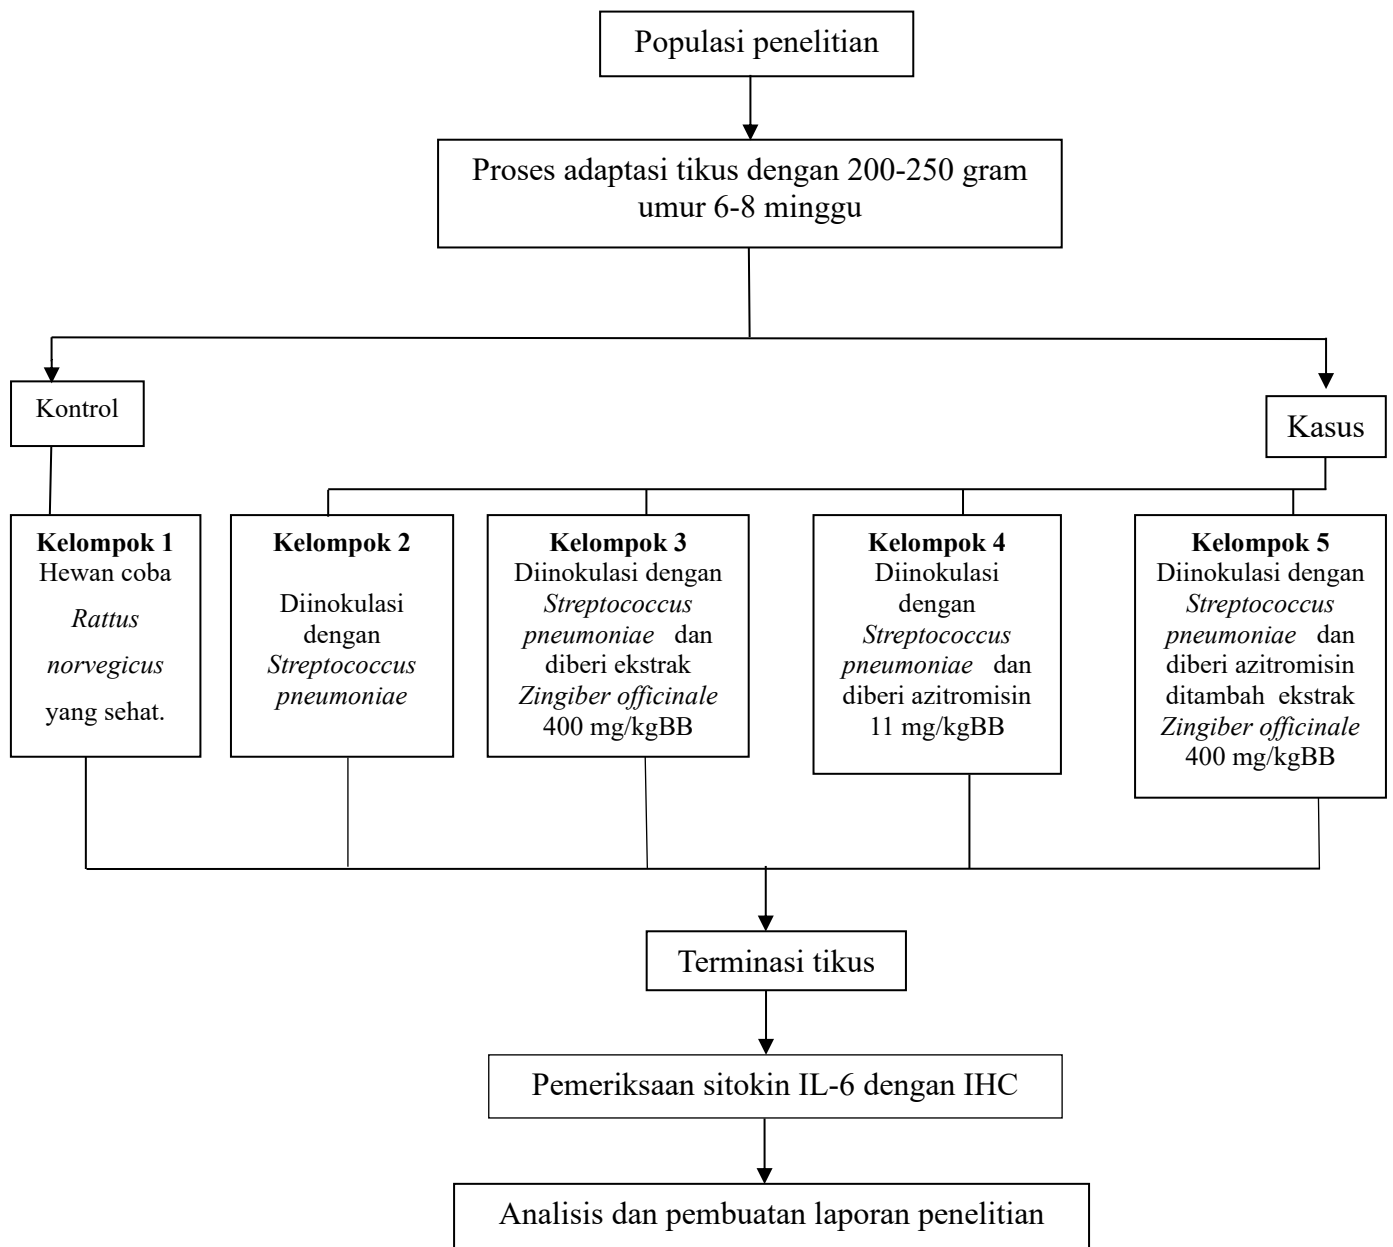 Populasi penelitian
Proses adaptasi tikus dengan 200-250 gram
umur 6-8 minggu
Kontrol
Kasus
Kelompok 1
Hewan coba
Rattus
norvegicus
yang sehat.
Kelompok 2
Diinokulasi
dengan
Streptococcus
pneumoniae
Kelompok 3
Diinokulasi dengan
Streptococcus
pneumoniae dan
diberi ekstrak
Zingiber officinale
400 mg/kgBB
Kelompok 4
Diinokulasi
dengan
Streptococcus
pneumoniae dan
diberi azitromisin
11 mg/kgBB
Kelompok 5
Diinokulasi dengan
Streptococcus
pneumoniae dan
diberi azitromisin
ditambah ekstrak
Zingiber officinale
400 mg/kgBB
Terminasi tikus
Pemeriksaan sitokin IL-6 dengan IHC
Analisis dan pembuatan laporan penelitian